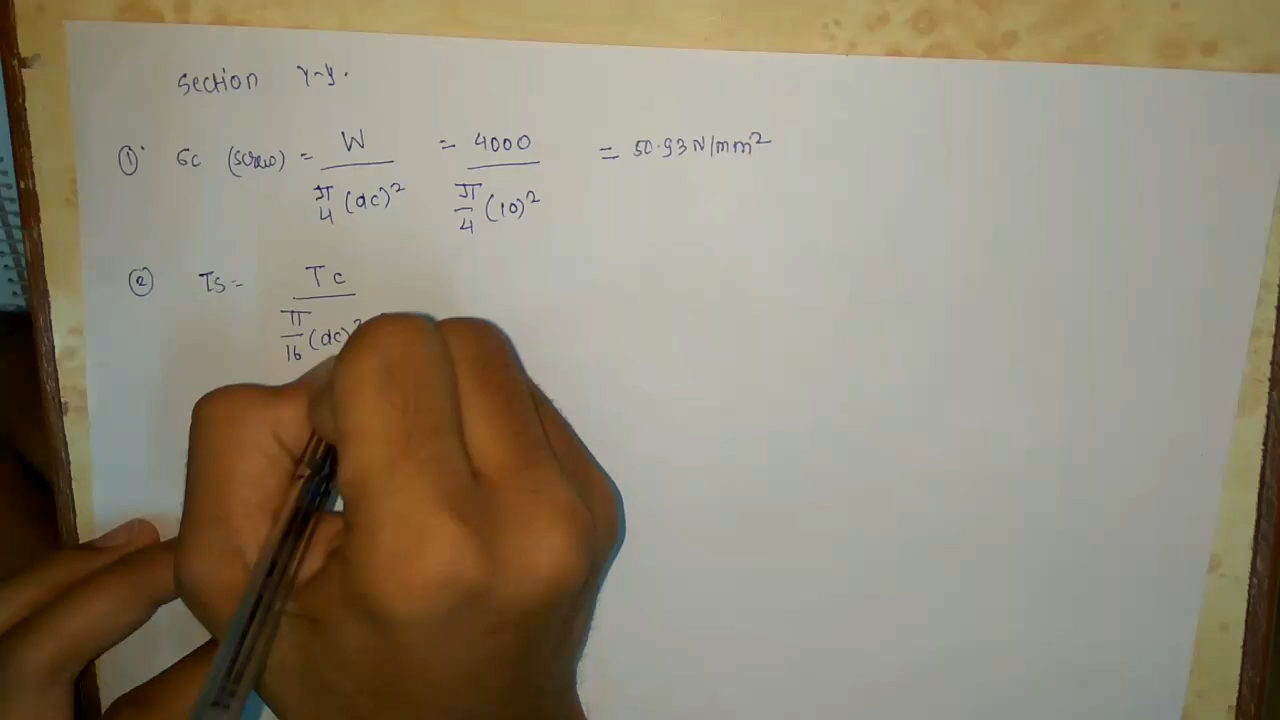 Section Y-y.
① σc (screw) = W / π/4 (dc)² = 4000 / π/4 (10)² = 50.93 N/mm²
② τs = Tc / π/16 (dc)